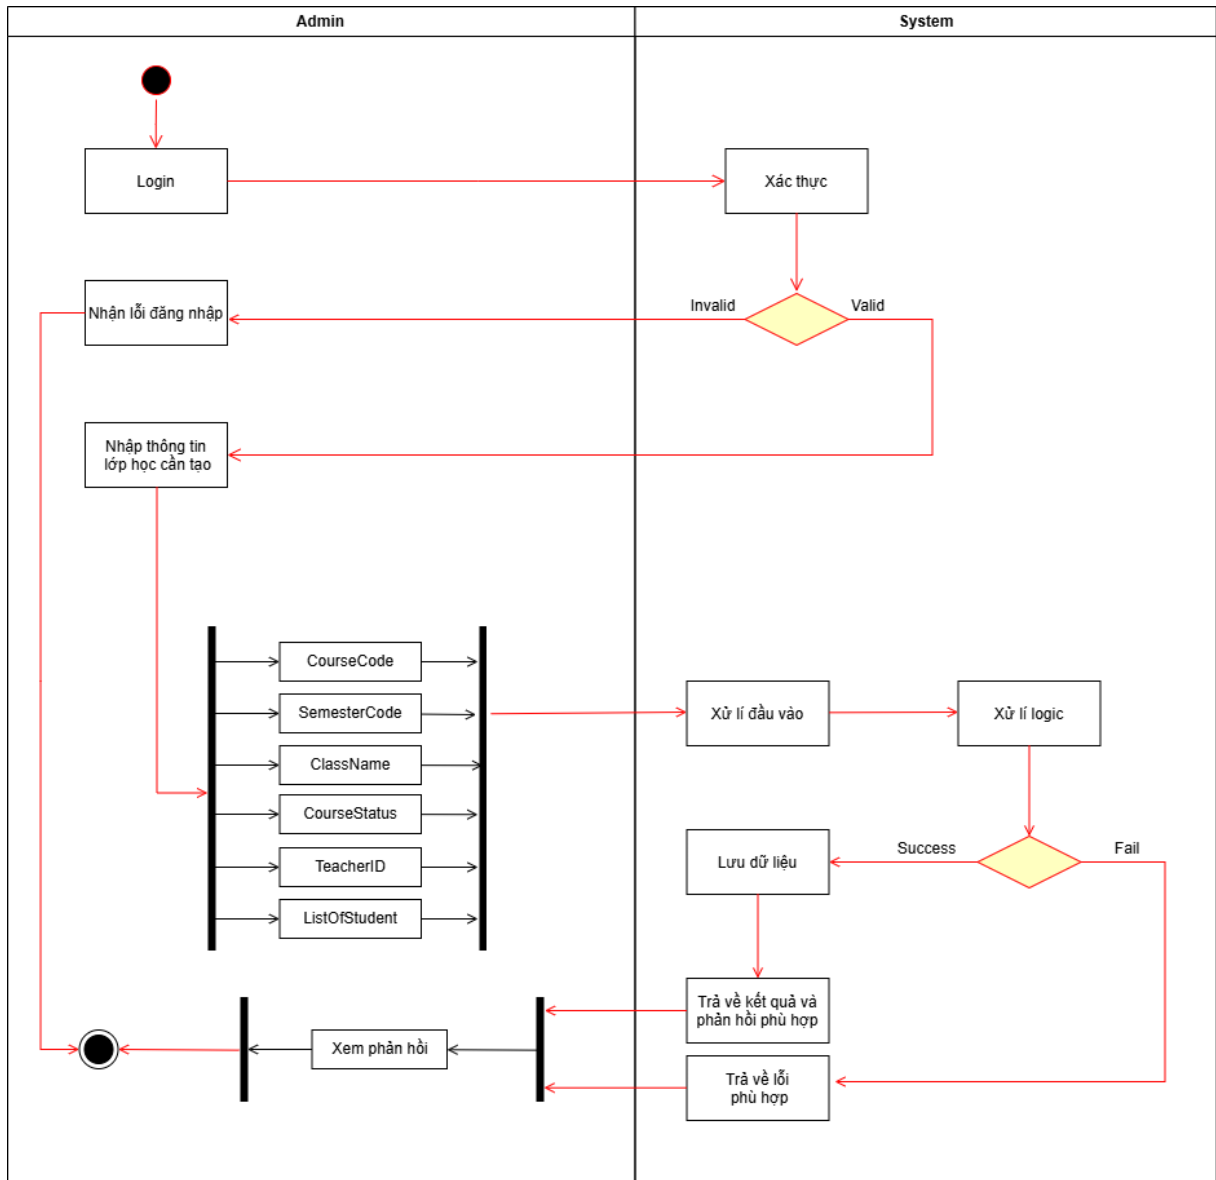 Admin
System
Login
Xác thực
Nhận lỗi đăng nhập
Invalid
Valid
Nhập thông tin
lớp học cần tạo
CourseCode
SemesterCode
ClassName
CourseStatus
TeacherID
ListOfStudent
Xử lí đầu vào
Xử lí logic
Lưu dữ liệu
Success
Fail
Trả về kết quả và
phản hồi phù hợp
Xem phản hồi
Trả về lỗi
phù hợp